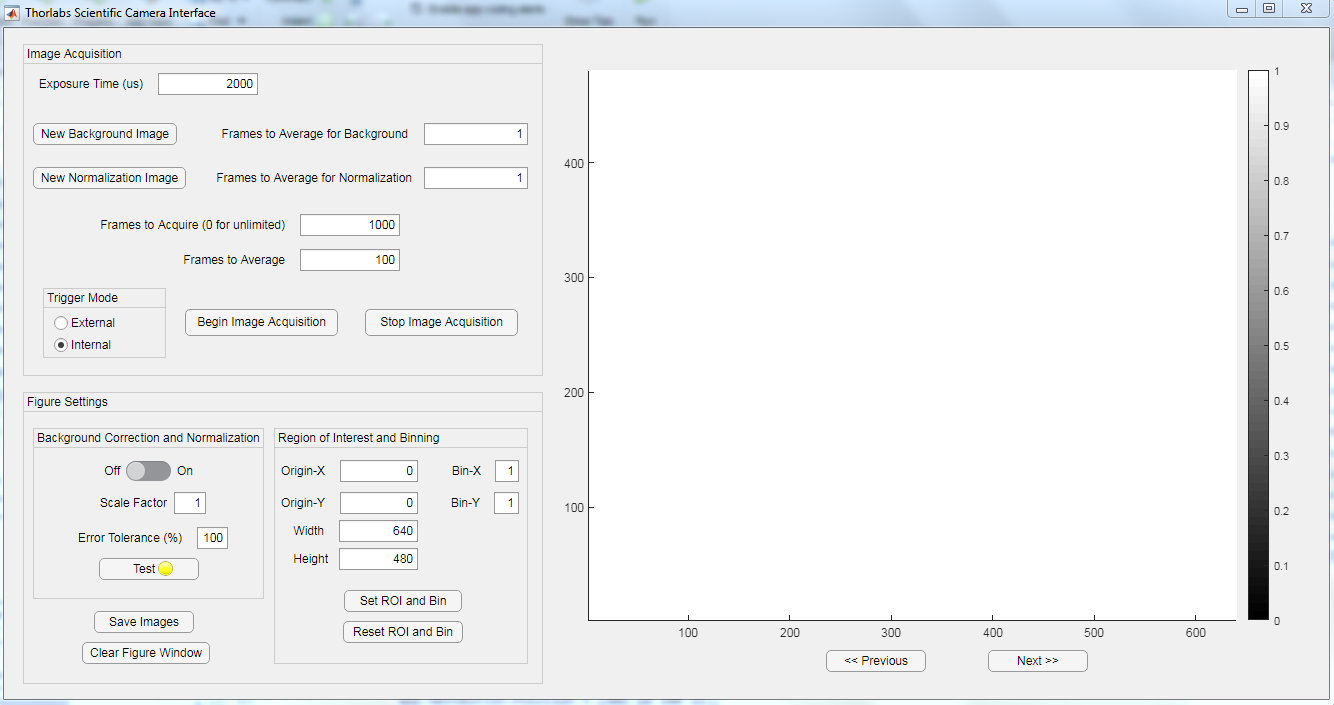 Thorlabs Scientific Camera Interface
Image Acquisition
Exposure Time (us) 2000
New Background Image Frames to Average for Background 1
New Normalization Image Frames to Average for Normalization 1
Frames to Acquire (0 for unlimited) 1000
Frames to Average 100
Trigger Mode
External
Internal
Begin Image Acquisition Stop Image Acquisition
Figure Settings
Background Correction and Normalization
Off On
Scale Factor 1
Error Tolerance (%) 100
Test
Save Images
Clear Figure Window
Region of Interest and Binning
Origin-X 0 Bin-X 1
Origin-Y 0 Bin-Y 1
Width 640
Height 480
Set ROI and Bin
Reset ROI and Bin
400
300
200
100
100 200 300 400 500 600
1
0.9
0.8
0.7
0.6
0.5
0.4
0.3
0.2
0.1
0
<< Previous Next >>